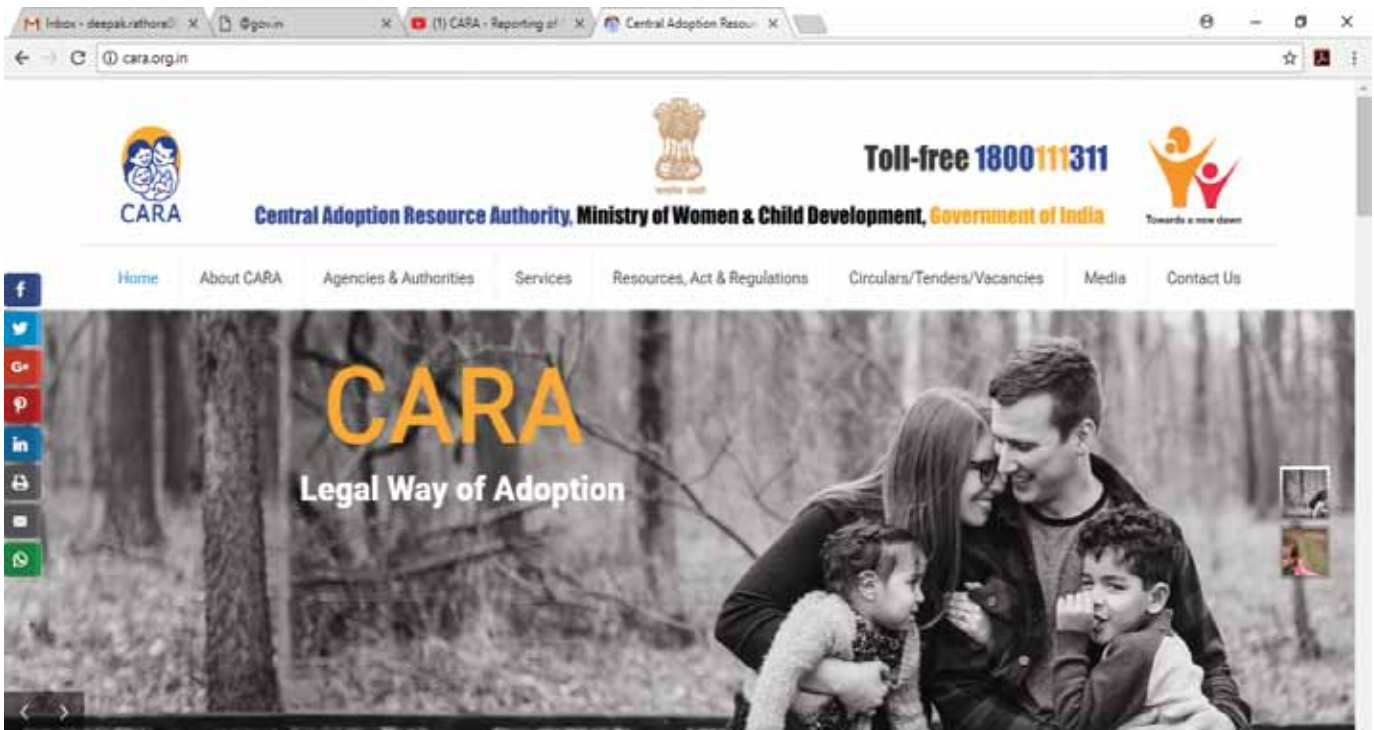 Inbox - deepak.rathore
@gov.in
(1) CARA - Reporting of
Central Adoption Resour
cara.org.in
CARA
Toll-free 1800111311
Central Adoption Resource Authority, Ministry of Women & Child Development, Government of India
Towards a new dawn
Home About CARA Agencies & Authorities Services Resources, Act & Regulations Circulars/Tenders/Vacancies Media Contact Us
f
G+
in
CARA
Legal Way of Adoption